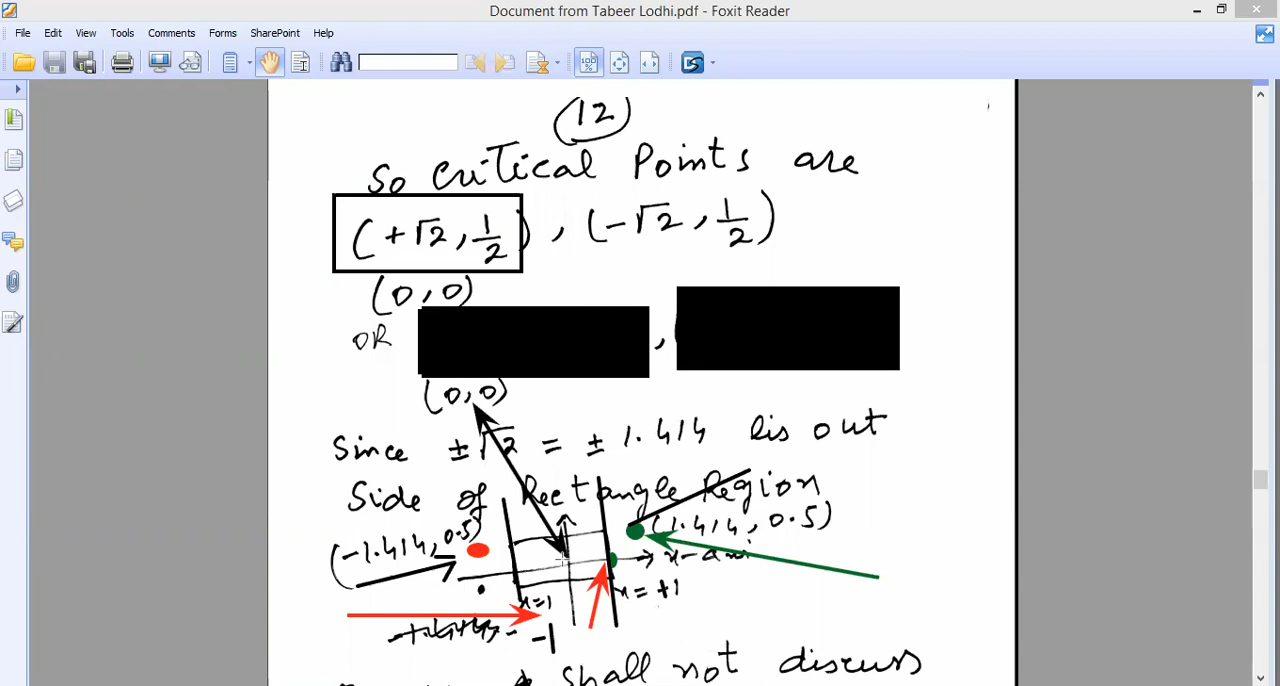 Document from Tabeer Lodhi.pdf - Foxit Reader
File Edit View Tools Comments Forms SharePoint Help
(12)
So Critical Points are
(+√2, 1/2), (-√2, 1/2)
(0,0)
OR ,
(0,0)
Since ±√2 = ±1.414 lis out
Side of Rectangle Region
(-1.414, 0.5) (1.414, 0.5)
x-axi
x=1 x=+1
-1
shall not discuss